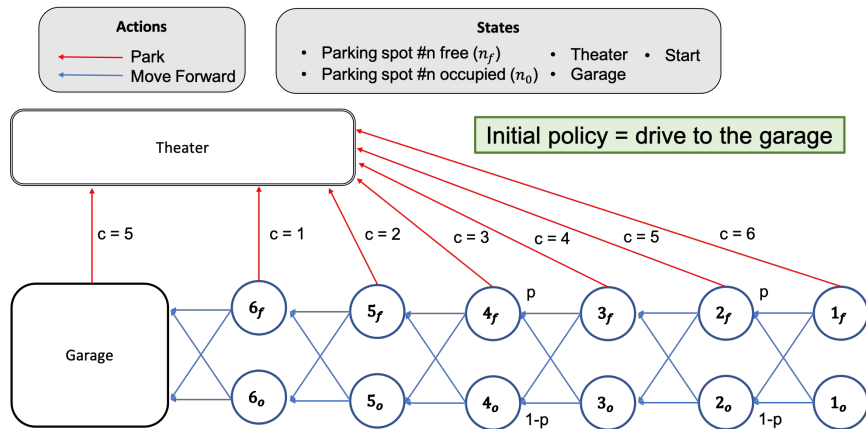 Actions
Park
Move Forward
States
• Parking spot #n free (n_f)
• Parking spot #n occupied (n_0)
• Theater
• Garage
• Start
Theater
Initial policy = drive to the garage
c = 5
c = 1
c = 2
c = 3
c = 4
c = 5
c = 6
Garage
6_f
5_f
4_f
p
3_f
2_f
p
1_f
6_o
5_o
4_o
1-p
3_o
2_o
1-p
1_o